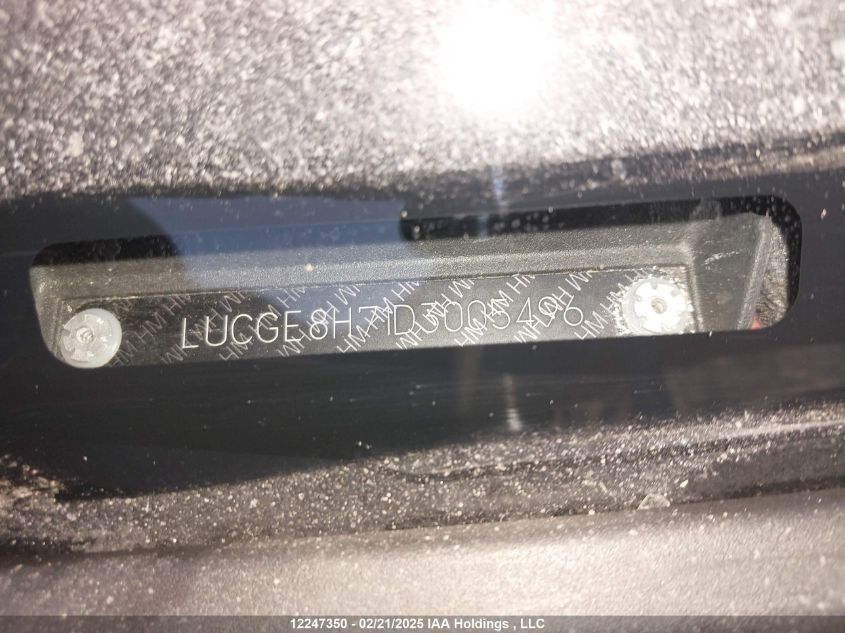 LUCGE8H71D3005496
12247350 - 02/21/2025 IAA Holdings , LLC